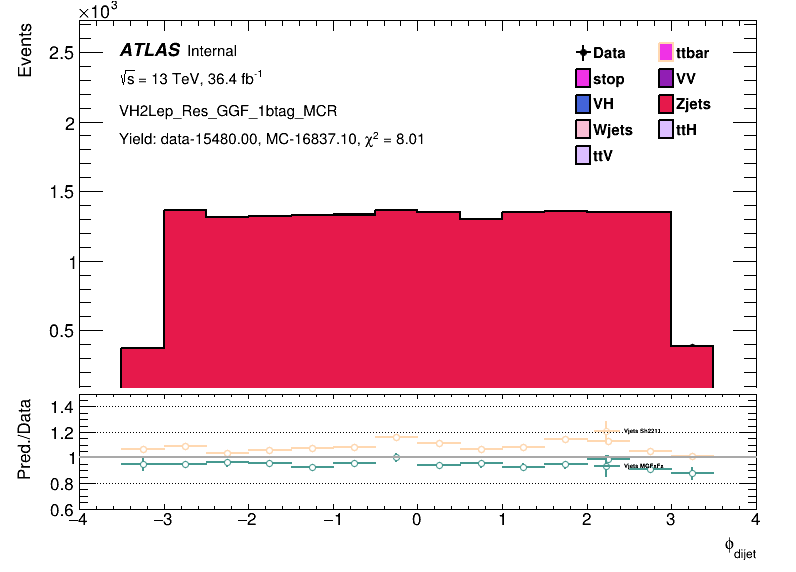 ×10³
Events
2.5
2
1.5
1
0.5
ATLAS Internal
√s = 13 TeV, 36.4 fb⁻¹
VH2Lep_Res_GGF_1btag_MCR
Yield: data-15480.00, MC-16837.10, χ² = 8.01
Data ttbar
stop VV
VH Zjets
Wjets ttH
ttV
Pred./Data
1.4
1.2
1
0.8
0.6
Vjets Sh2211
Vjets MGFxFx
−4 −3 −2 −1 0 1 2 3 4
ϕdijet